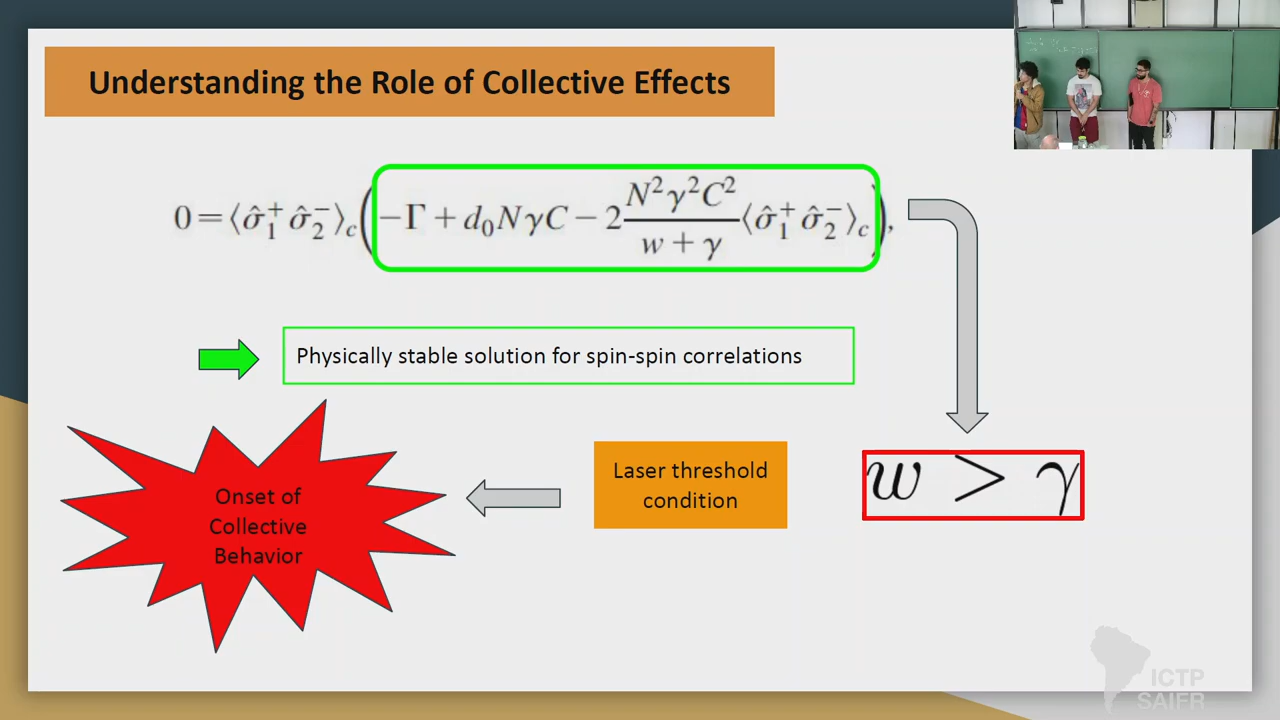 Understanding the Role of Collective Effects
0=⟨σ̂₁⁺ σ̂₂⁻⟩_c(−Γ + d₀NγC − 2 N²γ²C²/(w + γ) ⟨σ̂₁⁺ σ̂₂⁻⟩_c),
Physically stable solution for spin-spin correlations
w > γ
Laser threshold
condition
Onset of
Collective
Behavior
ICTP
SAIFR